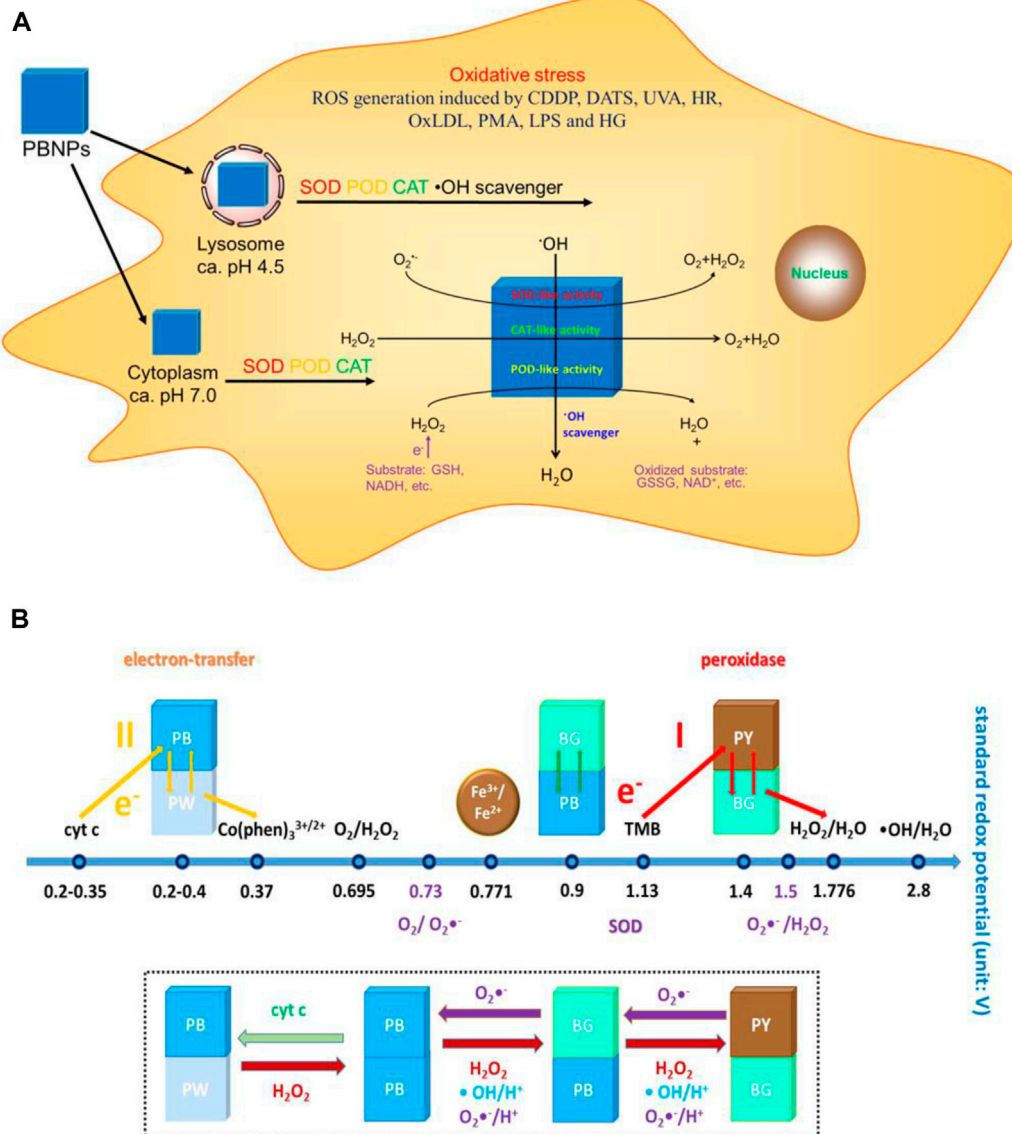 A
Oxidative stress
ROS generation induced by CDDP, DATS, UVA, HR,
OxLDL, PMA, LPS and HG
PBNPs
SOD POD CAT •OH scavenger
Lysosome
ca. pH 4.5
˙OH
O₂•⁻
O₂+H₂O₂
Nucleus
SOD-like activity
CAT-like activity
H₂O₂
O₂+H₂O
POD-like activity
Cytoplasm
ca. pH 7.0
SOD POD CAT
H₂O₂
˙OH
scavenger
H₂O
+
e⁻
Substrate: GSH,
NADH, etc.
H₂O
Oxidized substrate:
GSSG, NAD⁺, etc.
B
electron-transfer
peroxidase
II
PB
BG
I
PY
e⁻
PW
Fe³⁺/
Fe²⁺
PB
e⁻
BG
cyt c
Co(phen)₃³⁺/²⁺
O₂/H₂O₂
TMB
H₂O₂/H₂O
•OH/H₂O
0.2-0.35
0.2-0.4
0.37
0.695
0.73
0.771
0.9
1.13
1.4
1.5
1.776
2.8
O₂/ O₂•⁻
SOD
O₂•⁻/H₂O₂
standard redox potential (unit: V)
PB
cyt c
PB
O₂•⁻
BG
O₂•⁻
PY
PW
H₂O₂
PB
H₂O₂
PB
H₂O₂
BG
• OH/H⁺
• OH/H⁺
O₂•⁻/H⁺
O₂•⁻/H⁺